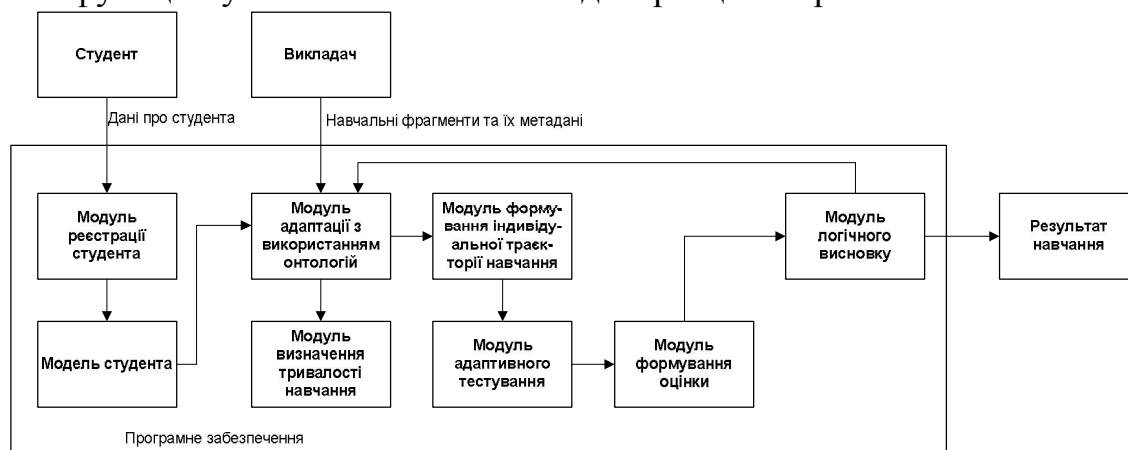 Студент
Викладач
Дані про студента
Навчальні фрагменти та їх метадані
Модуль
реєстрації
студента
Модуль
адаптації з
використанням
онтологій
Модуль форму-
вання індивіду-
альної траєк-
торії навчання
Модуль
логічного
висновку
Результат
навчання
Модель студента
Модуль
визначення
тривалості
навчання
Модуль
адаптивного
тестування
Модуль
формування
оцінки
Програмне забезпечення